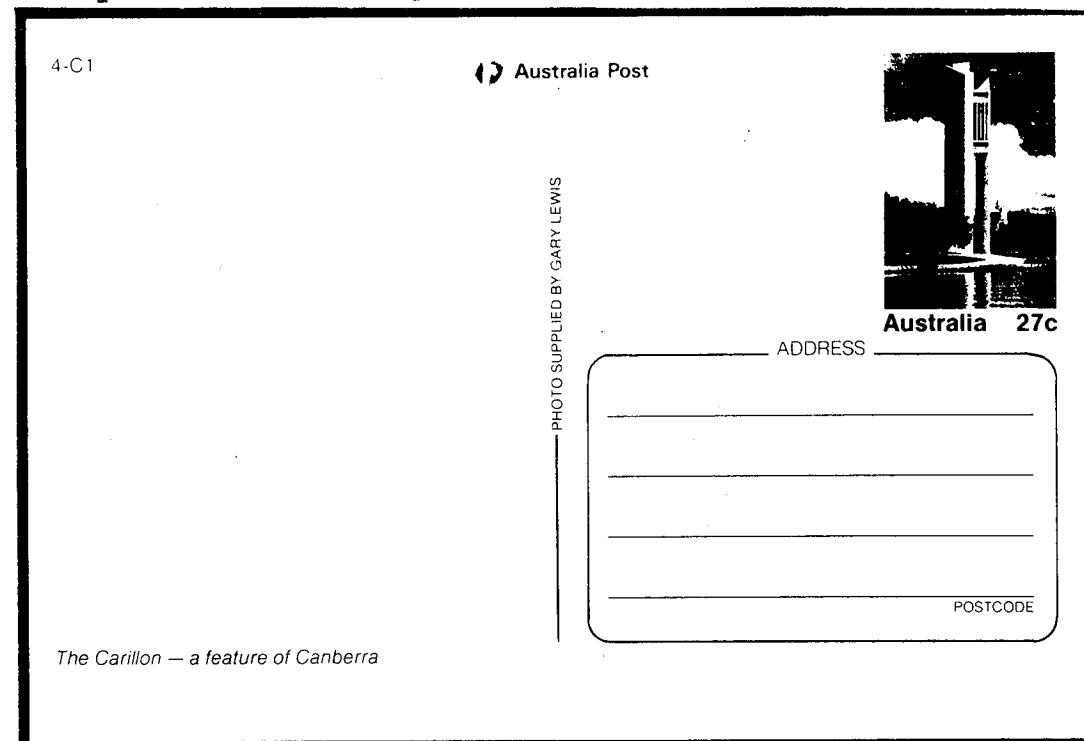 4-C1
Australia Post
PHOTO SUPPLIED BY GARY LEWIS
Australia 27c
ADDRESS
POSTCODE
The Carillon — a feature of Canberra